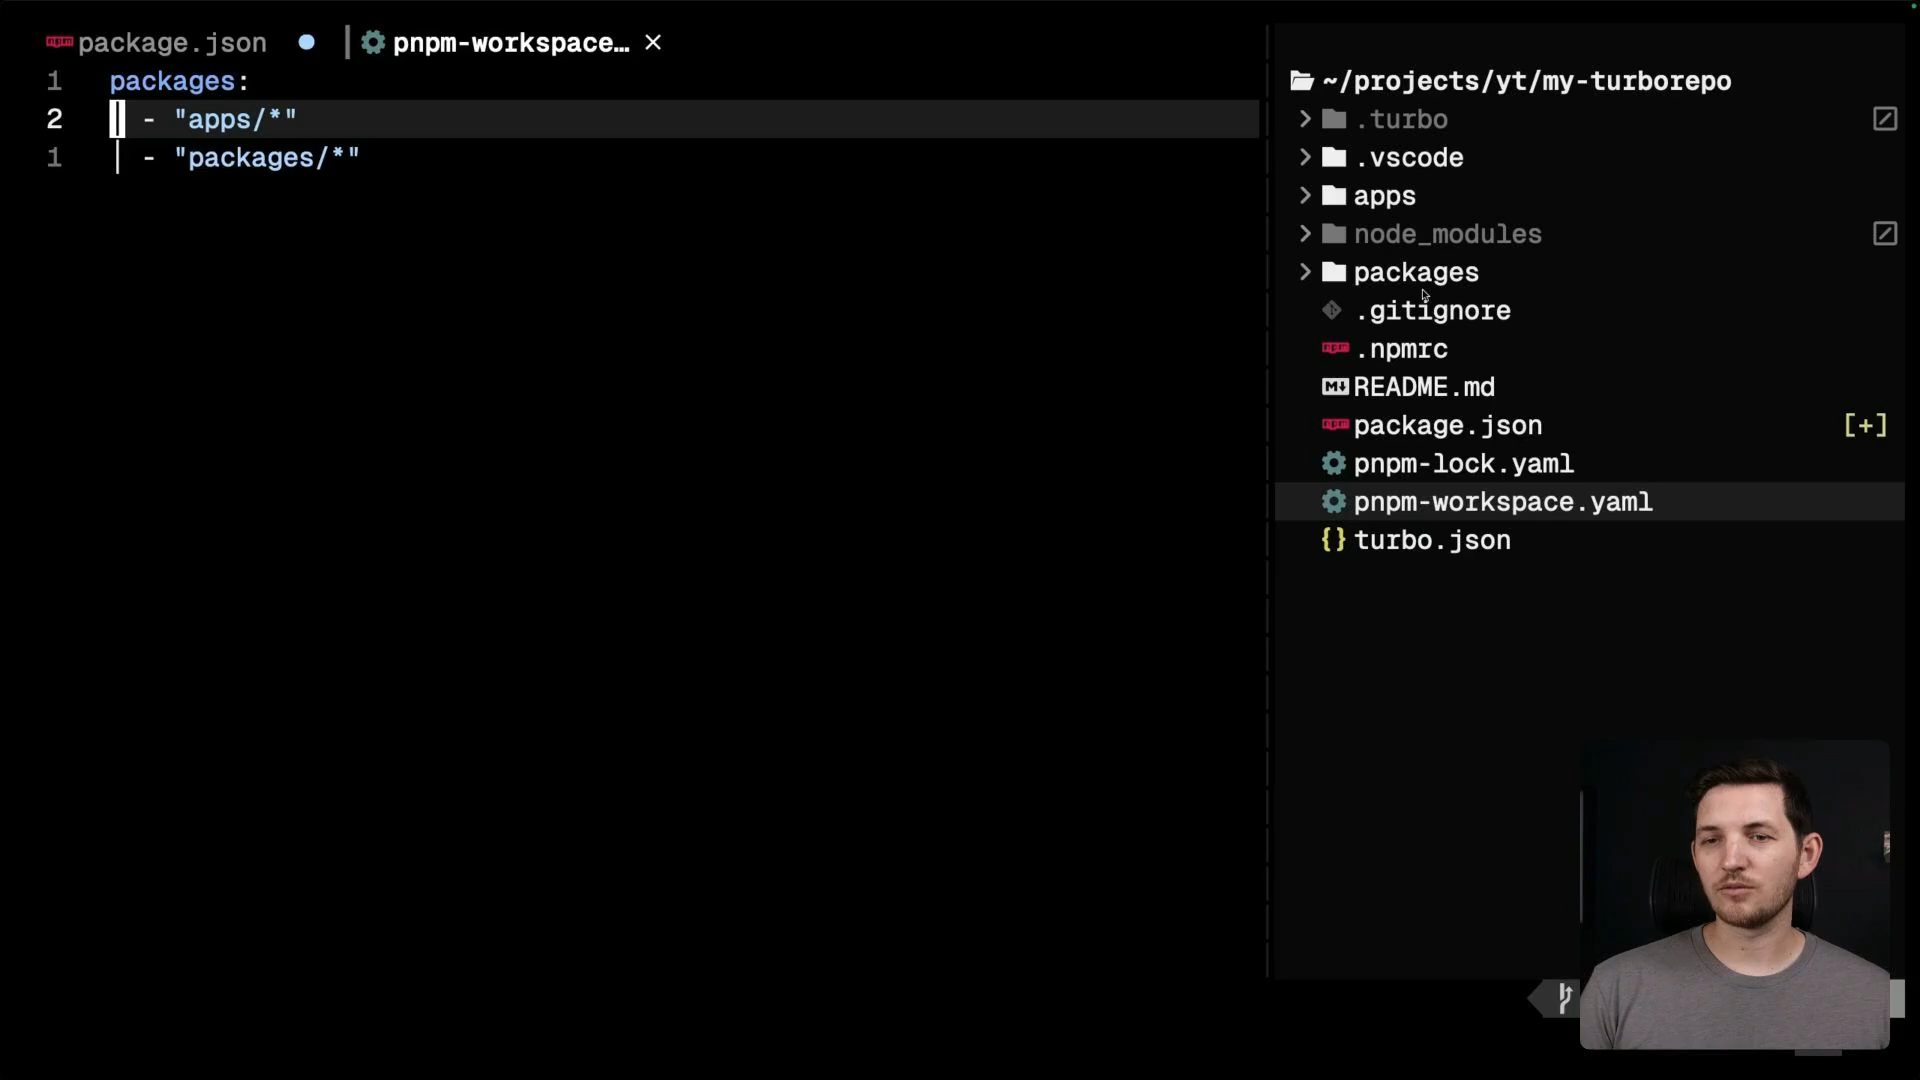 package.json
pnpm-workspace…
1 packages:
2 - "apps/*"
1 - "packages/*"
~/projects/yt/my-turborepo
.turbo
.vscode
apps
node_modules
packages
.gitignore
.npmrc
README.md
package.json [+]
pnpm-lock.yaml
pnpm-workspace.yaml
turbo.json